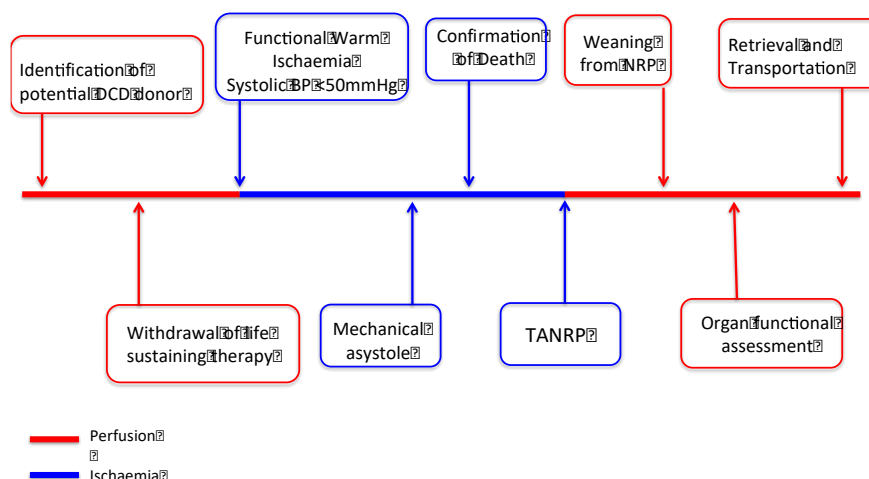 Identification of
potential DCD donor
Functional Warm
Ischaemia
Systolic BP <50mmHg
Confirmation
of Death
Weaning
from NRP
Retrieval and
Transportation
Withdrawal of life
sustaining therapy
Mechanical
asystole
TANRP
Organ functional
assessment
Perfusion
Ischaemia